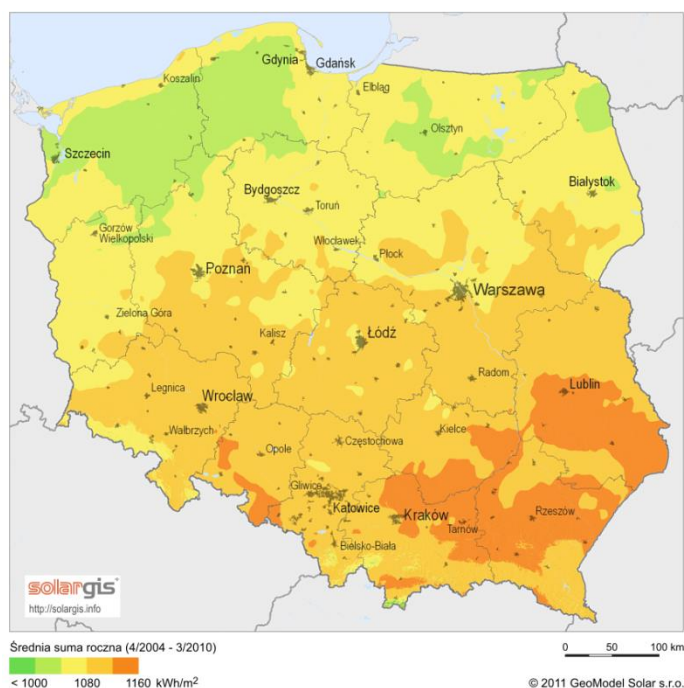 Gdynia
Gdańsk
Koszalin
Elbląg
Olsztyn
Szczecin
Białystok
Bydgoszcz
Toruń
Gorzów
Wielkopolski
Włocławek
Płock
Poznań
Warszawa
Zielona Góra
Kalisz
Łódź
Legnica
Wrocław
Radom
Lublin
Wałbrzych
Opole
Częstochowa
Kielce
Gliwice
Katowice
Kraków
Tarnów
Rzeszów
Bielsko-Biała
solargis
http://solargis.info
Średnia suma roczna (4/2004 - 3/2010)
0 50 100 km
< 1000 1080 1160 kWh/m²
© 2011 GeoModel Solar s.r.o.